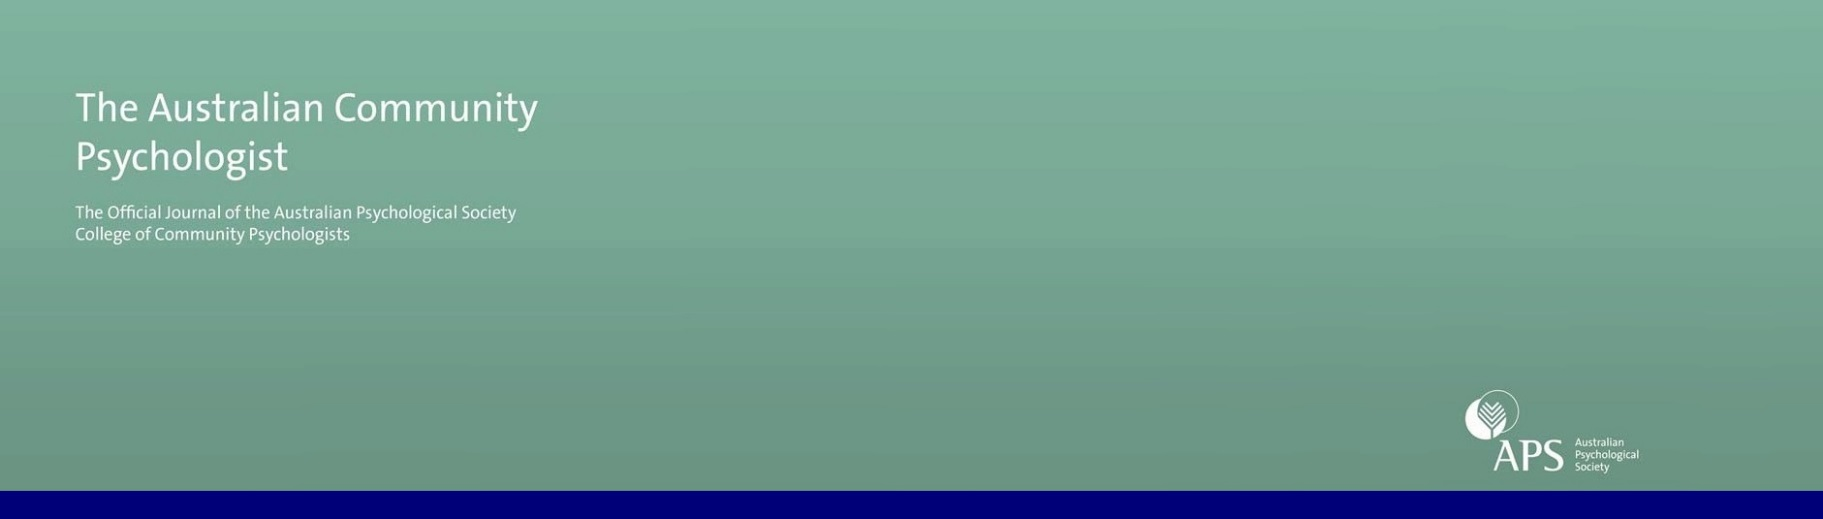 The Australian Community
Psychologist
The Official Journal of the Australian Psychological Society
College of Community Psychologists
APS
Australian
Psychological
Society